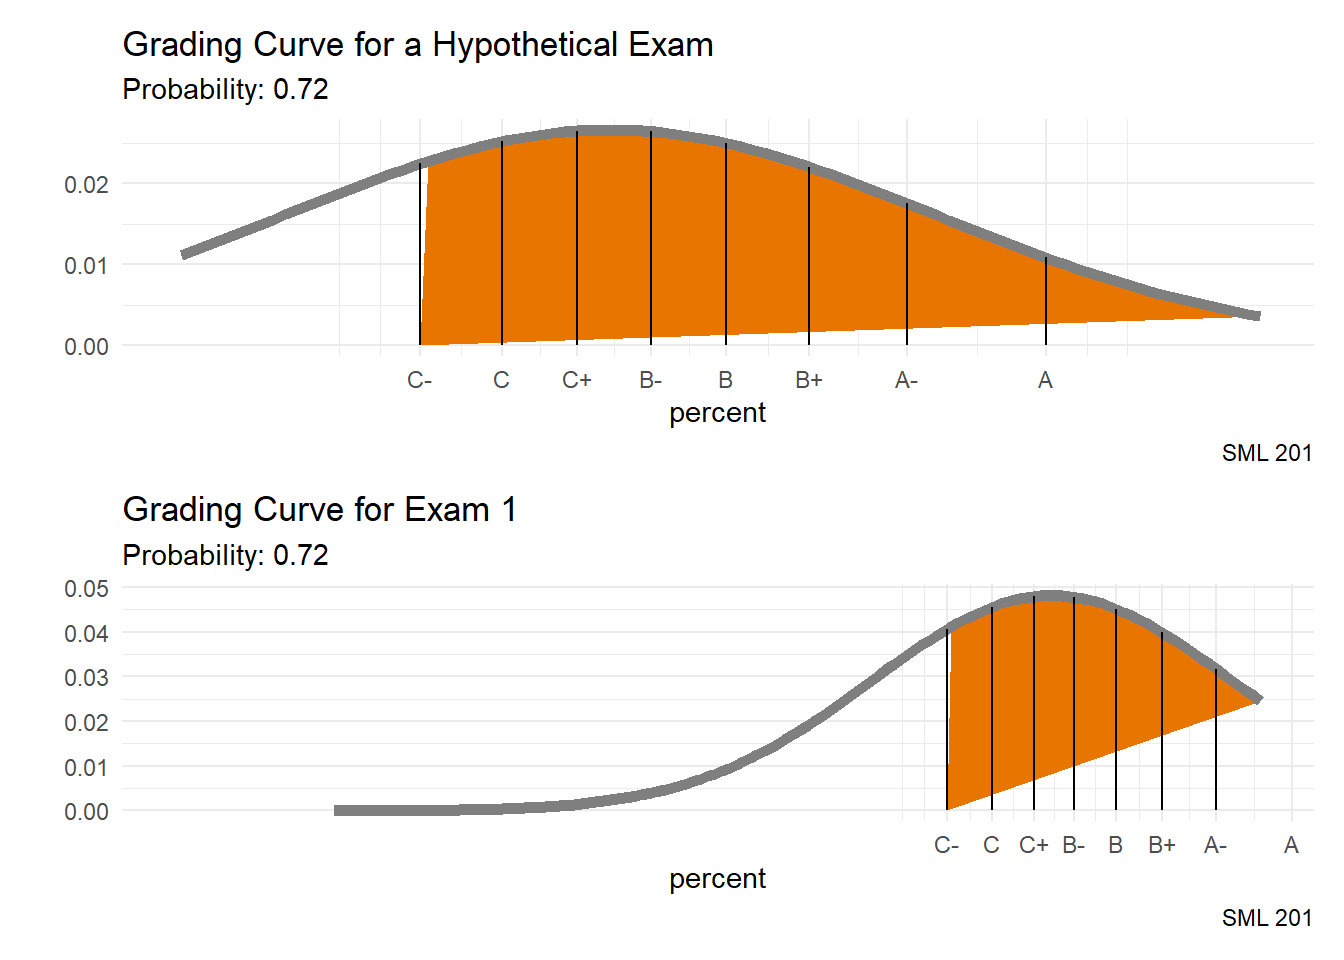 Grading Curve for a Hypothetical Exam
Probability: 0.72
0.02
0.01
0.00
C- C C+ B- B B+ A- A
percent
SML 201
Grading Curve for Exam 1
Probability: 0.72
0.05
0.04
0.03
0.02
0.01
0.00
C- C C+ B- B B+ A- A
percent
SML 201